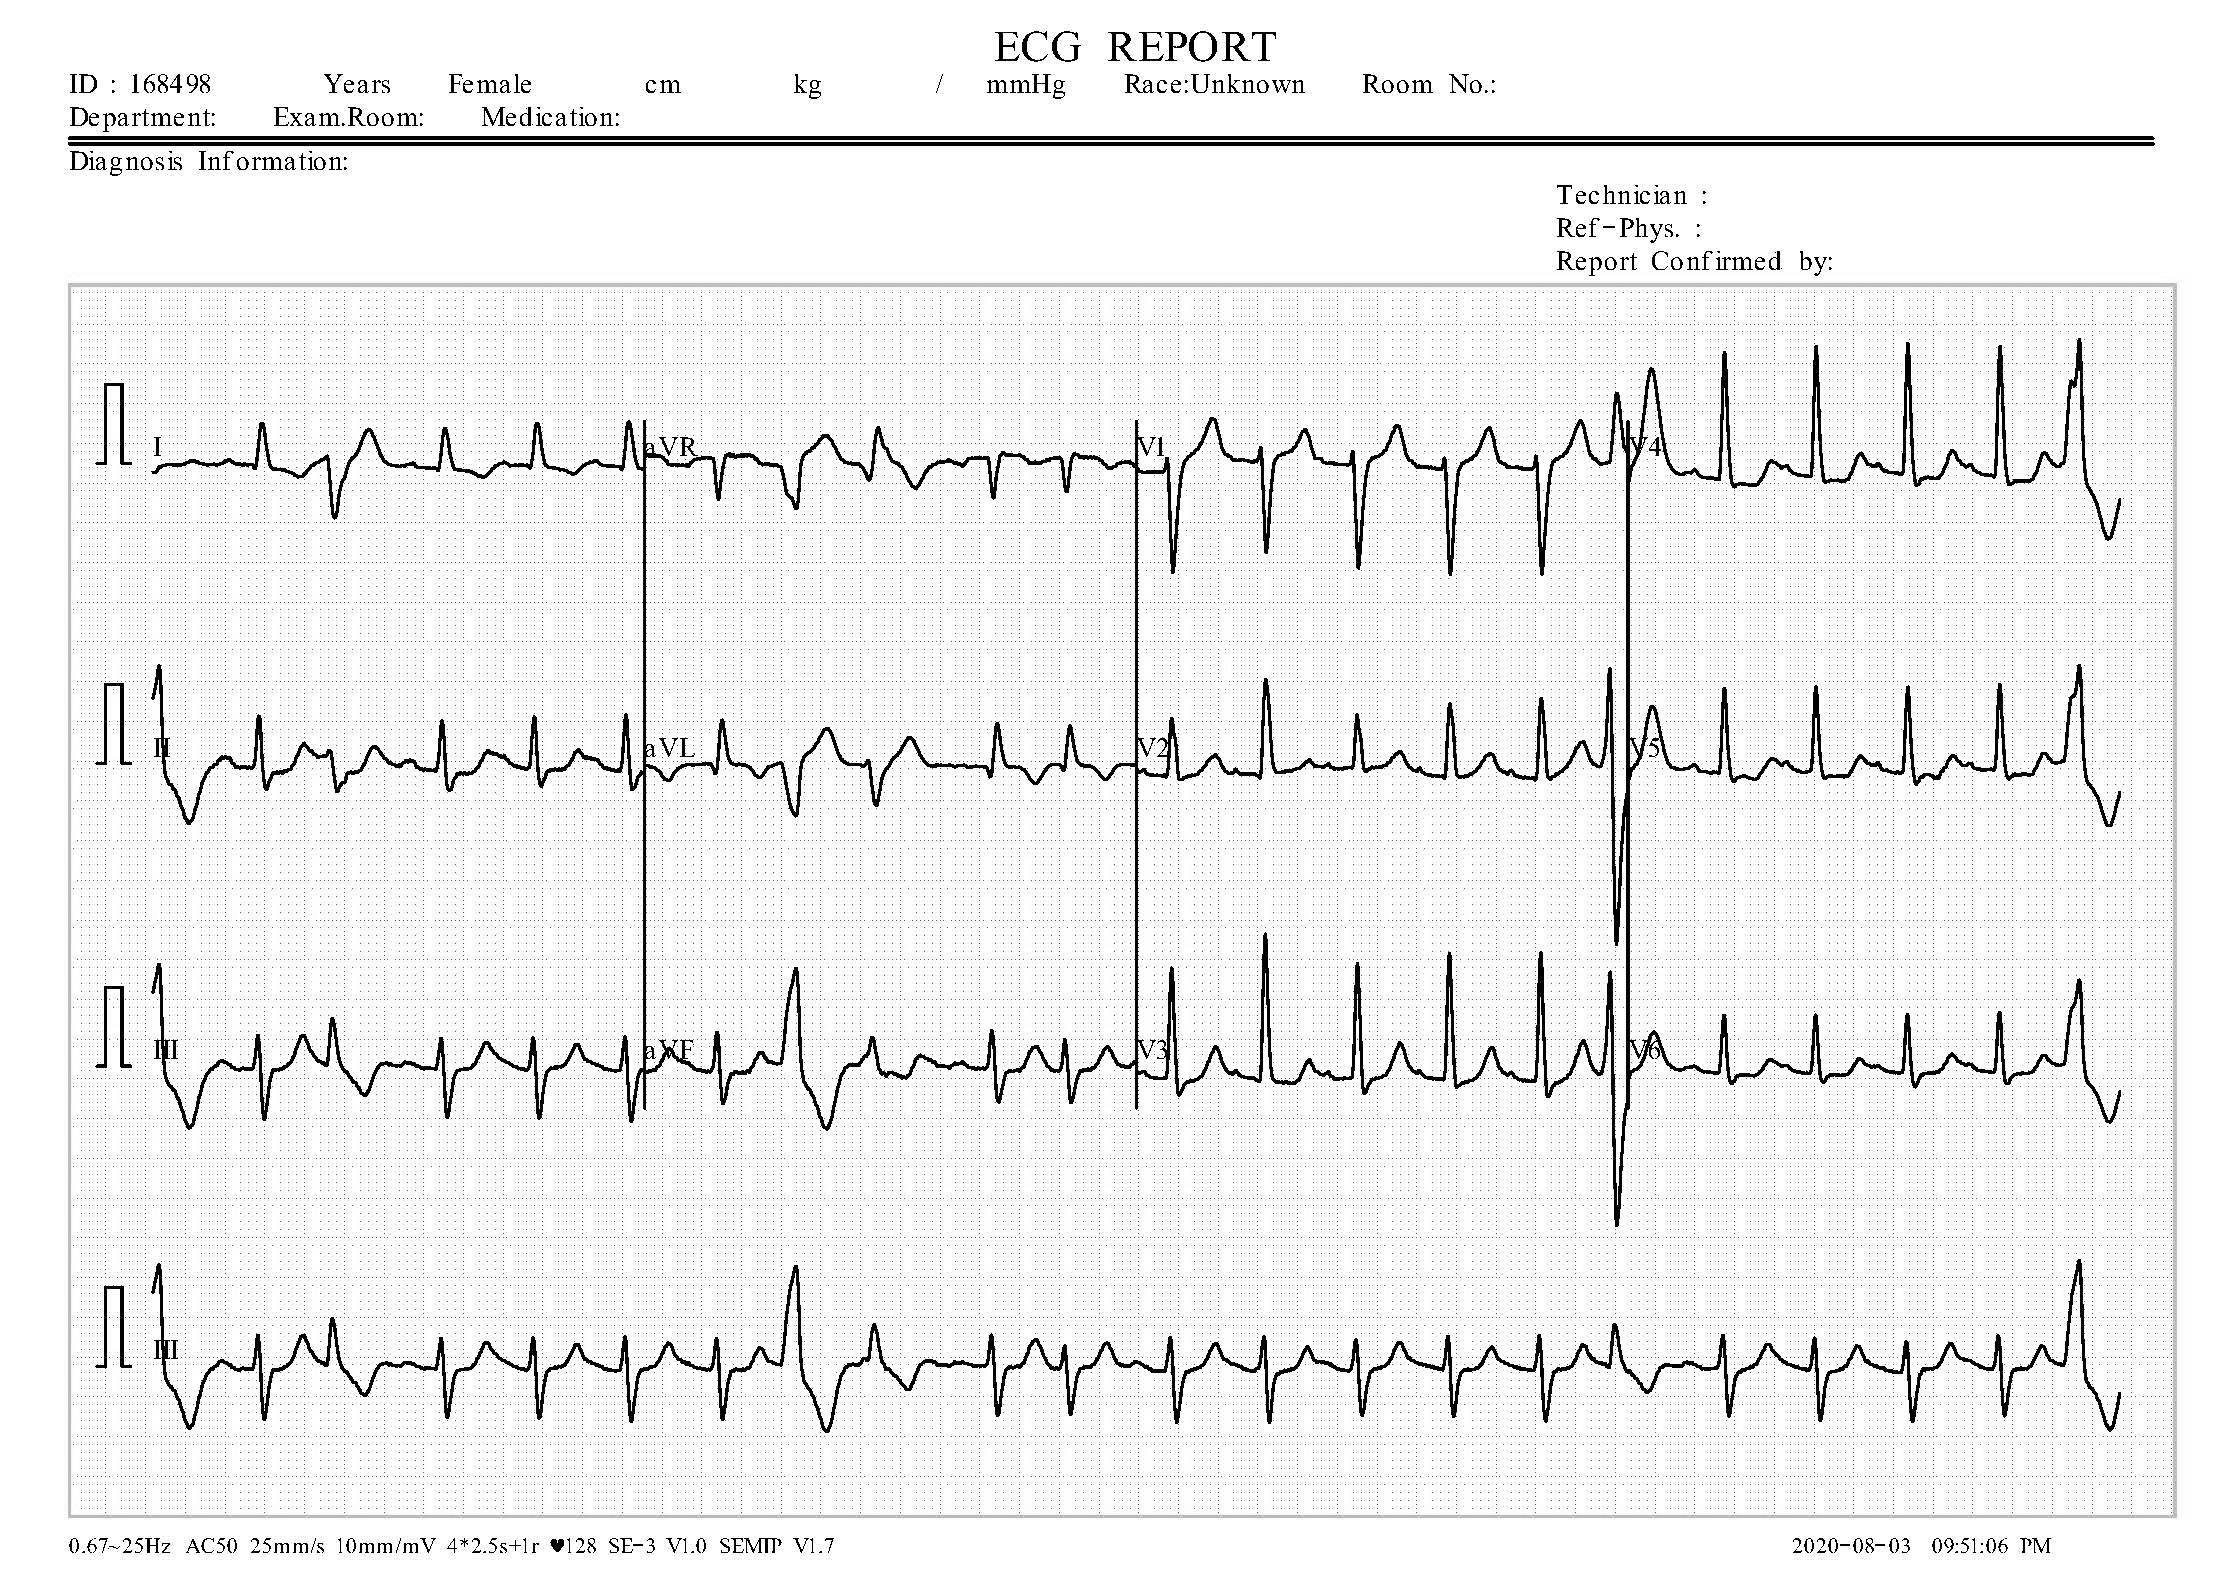 ECG REPORT
ID : 168498 Years Female cm kg / mmHg Race:Unknown Room No.:
Department: Exam.Room: Medication:
Diagnosis Information:
Technician :
Ref-Phys. :
Report Confirmed by:
I aVR V1 V4
II aVL V2 V5
III aVF V3 V6
III
0.67~25Hz AC50 25mm/s 10mm/mV 4*2.5s+1r ♥128 SE-3 V1.0 SEMIP V1.7 2020-08-03 09:51:06 PM